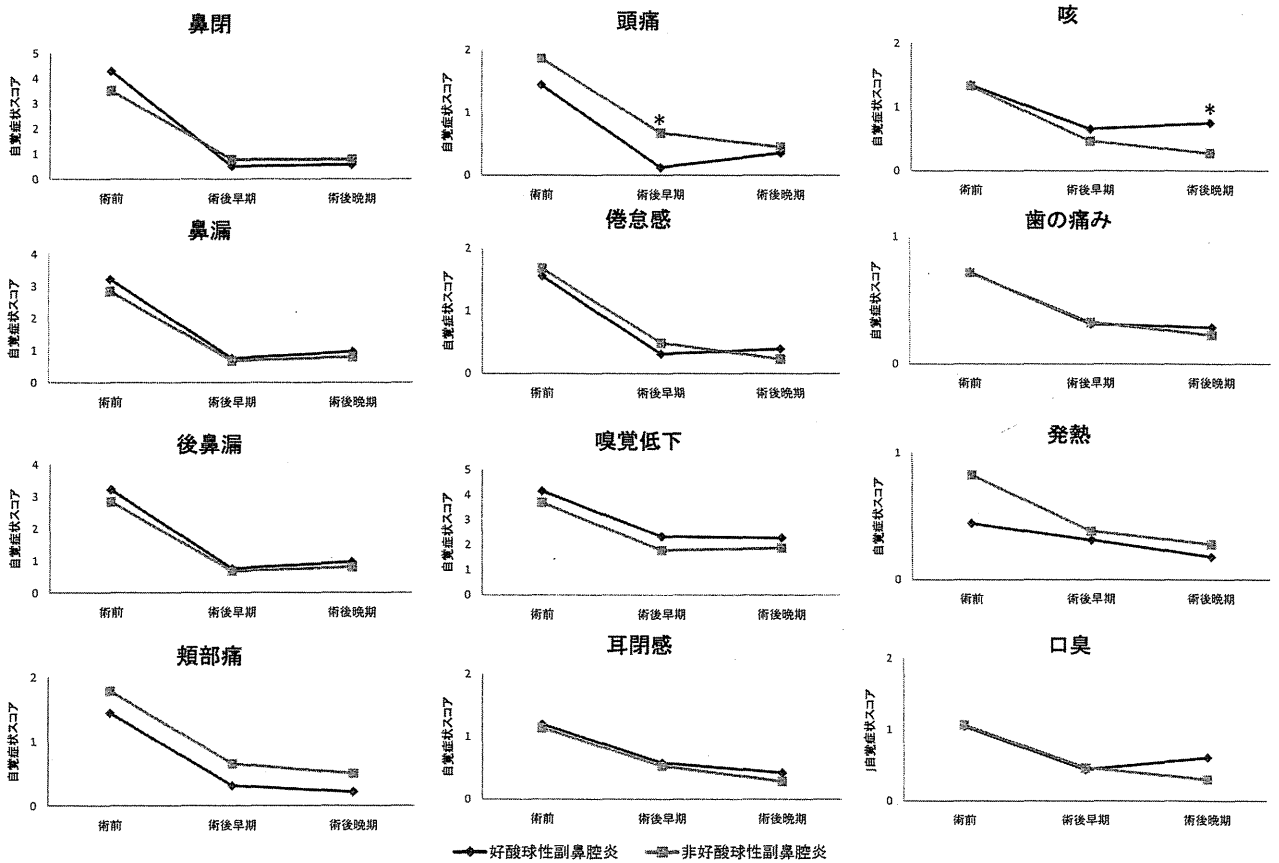 鼻閉
自覚症状スコア
5
4
3
2
1
0
術前
術後早期
術後晩期
頭痛
自覚症状スコア
2
1
0
*
術前
術後早期
術後晩期
咳
自覚症状スコア
2
1
0
*
術前
術後早期
術後晩期
鼻漏
自覚症状スコア
4
3
2
1
0
術前
術後早期
術後晩期
倦怠感
自覚症状スコア
2
1
0
術前
術後早期
術後晩期
歯の痛み
自覚症状スコア
1
0
術前
術後早期
術後晩期
後鼻漏
自覚症状スコア
4
3
2
1
0
術前
術後早期
術後晩期
嗅覚低下
自覚症状スコア
5
4
3
2
1
0
術前
術後早期
術後晩期
発熱
自覚症状スコア
1
0
術前
術後早期
術後晩期
頬部痛
自覚症状スコア
2
1
0
術前
術後早期
術後晩期
耳閉感
自覚症状スコア
2
1
0
術前
術後早期
術後晩期
口臭
自覚症状スコア
2
1
0
術前
術後早期
術後晩期
好酸球性副鼻腔炎
非好酸球性副鼻腔炎